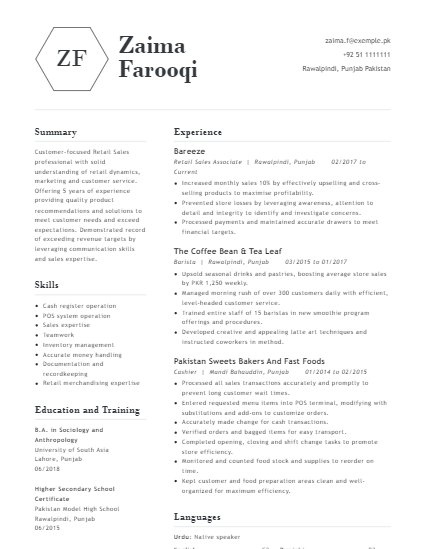 ZF
Zaima
Farooqi
zaima.f@exemple.pk
+92 51 1111111
Rawalpindi, Punjab Pakistan
Summary
Customer-focused Retail Sales
professional with solid
understanding of retail dynamics,
marketing and customer service.
Offering 5 years of experience
providing quality product
recommendations and solutions to
meet customer needs and exceed
expectations. Demonstrated record
of exceeding revenue targets by
leveraging communication skills
and sales expertise.
Skills
• Cash register operation
• POS system operation
• Sales expertise
• Teamwork
• Inventory management
• Accurate money handling
• Documentation and
recordkeeping
• Retail merchandising expertise
Education and Training
B.A. in Sociology and
Anthropology
University of South Asia
Lahore, Punjab
06/2018
Higher Secondary School
Certificate
Pakistan Model High School
Rawalpindi, Punjab
06/2015
Experience
Bareeze
Retail Sales Associate | Rawalpindi, Punjab 02/2017 to
Current
• Increased monthly sales 10% by effectively upselling and cross-
selling products to maximise profitability.
• Prevented store losses by leveraging awareness, attention to
detail and integrity to identify and investigate concerns.
• Processed payments and maintained accurate drawers to meet
financial targets.
The Coffee Bean & Tea Leaf
Barista | Rawalpindi, Punjab 03/2015 to 01/2017
• Upsold seasonal drinks and pastries, boosting average store sales
by PKR 1,250 weekly.
• Managed morning rush of over 300 customers daily with efficient,
level-headed customer service.
• Trained entire staff of 15 baristas in new smoothie program
offerings and procedures.
• Developed creative and appealing latte art techniques and
instructed coworkers in method.
Pakistan Sweets Bakers And Fast Foods
Cashier | Mandi Bahauddin, Punjab 01/2014 to 02/2015
• Processed all sales transactions accurately and promptly to
prevent long customer wait times.
• Entered requested menu items into POS terminal, modifying with
substitutions and add-ons to customize orders.
• Accurately made change for cash transactions.
• Verified orders and bagged items for easy transport.
• Completed opening, closing and shift change tasks to promote
store efficiency.
• Monitored and counted food stock and supplies to reorder on
time.
• Kept customer and food preparation areas clean and well-
organized for maximum efficiency.
Languages
Urdu: Native speaker